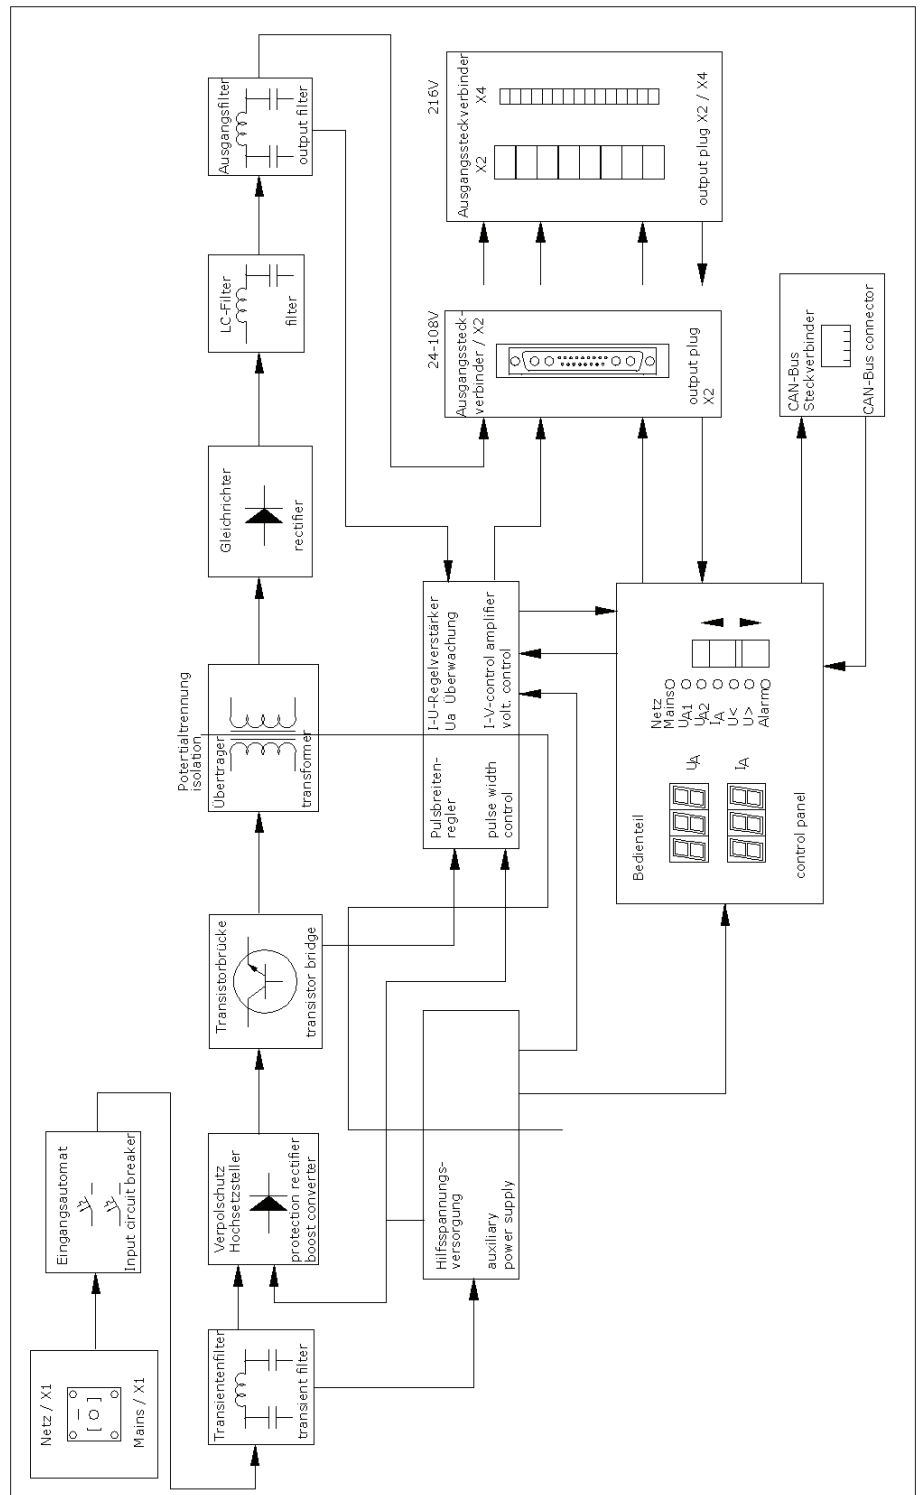 Netz / X1
Mains / X1
Eingangsautomat
Input circuit breaker
Transientenfilter
transient filter
Verpolschutz
Hochsetzsteller
protection rectifier
boost converter
Transistorbrücke
transistor bridge
Potentialtrennung
isolation
Übertrager
transformer
Gleichrichter
rectifier
LC-Filter
filter
Ausgangsfilter
output filter
Hilfsspannungs-
versorgung
auxiliary
power supply
Pulsbreiten-
regler
pulse width
control
I-U-Regelverstärker
Ua Überwachung
I-V-control amplifier
volt. control
24-108V
Ausgangssteck-
verbinder / X2
output plug
X2
216V
Ausgangssteckverbinder
X2
X4
output plug X2 / X4
Bedienteil
UA
IA
Netz
Mains
UA1
UA2
IA
U<
U>
Alarm
control panel
CAN-Bus
Steckverbinder
CAN-Bus connector